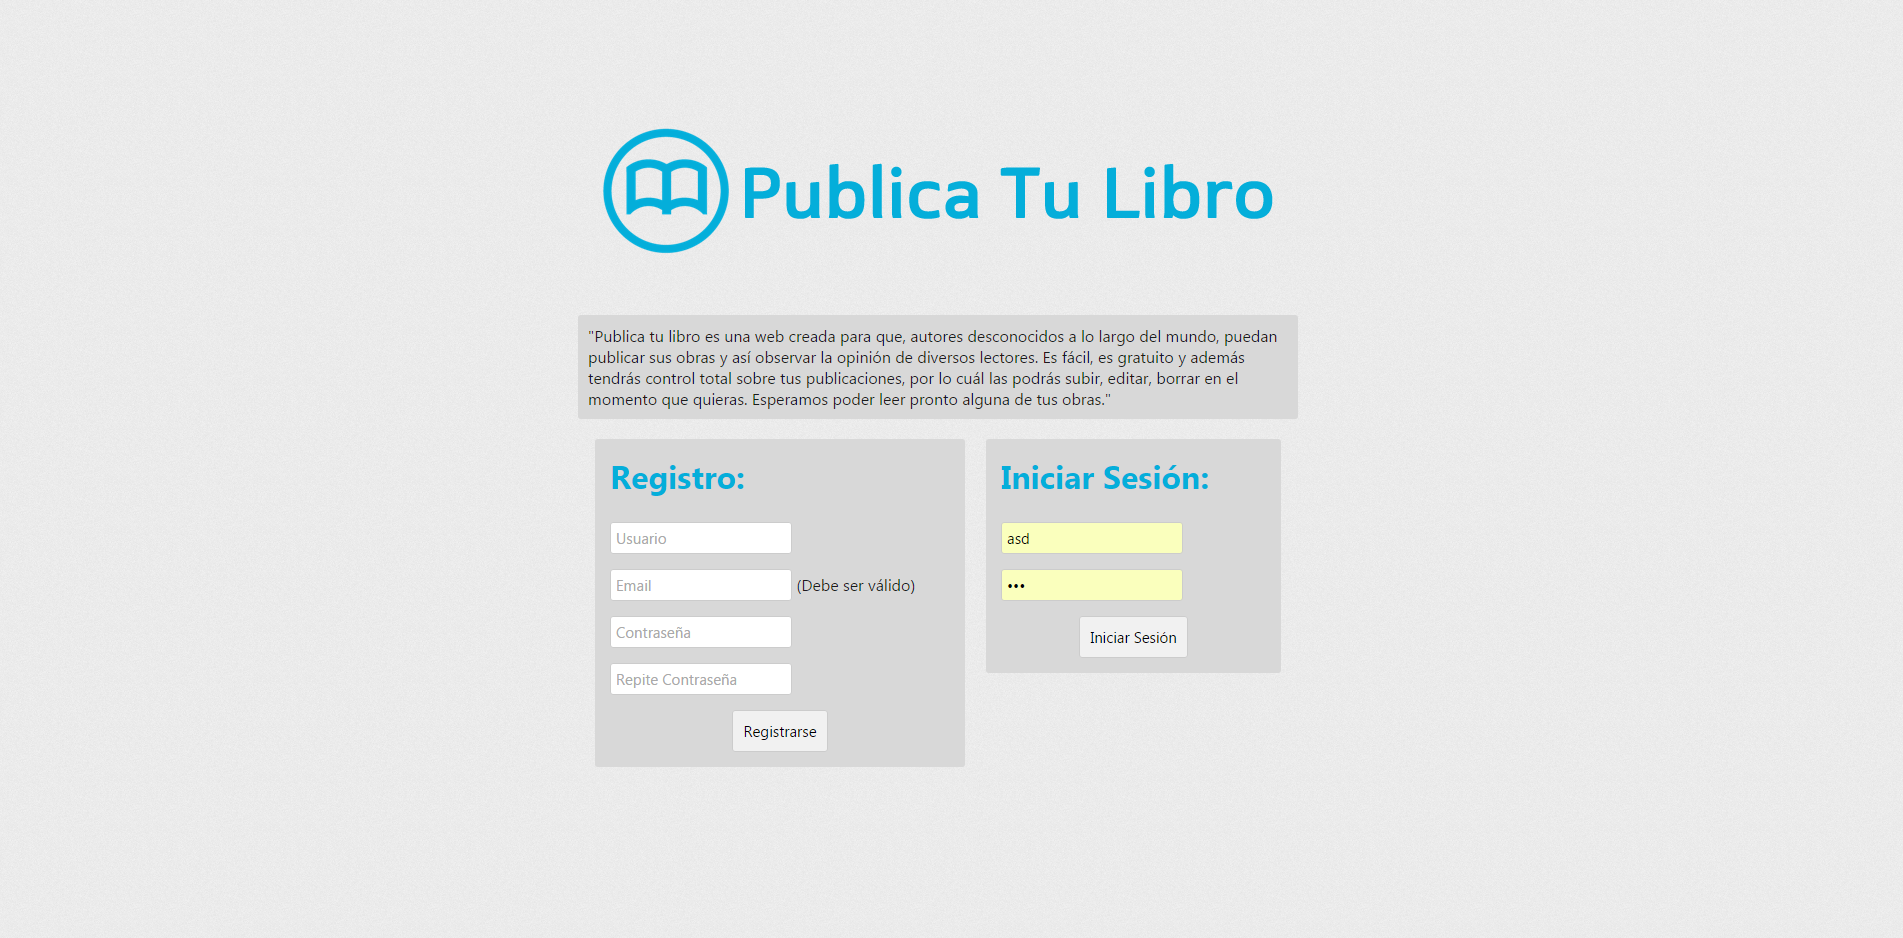 Publica Tu Libro
"Publica tu libro es una web creada para que, autores desconocidos a lo largo del mundo, puedan
publicar sus obras y así observar la opinión de diversos lectores. Es fácil, es gratuito y además
tendrás control total sobre tus publicaciones, por lo cuál las podrás subir, editar, borrar en el
momento que quieras. Esperamos poder leer pronto alguna de tus obras."
Registro:
Usuario
Email (Debe ser válido)
Contraseña
Repite Contraseña
Registrarse
Iniciar Sesión:
asd
•••
Iniciar Sesión